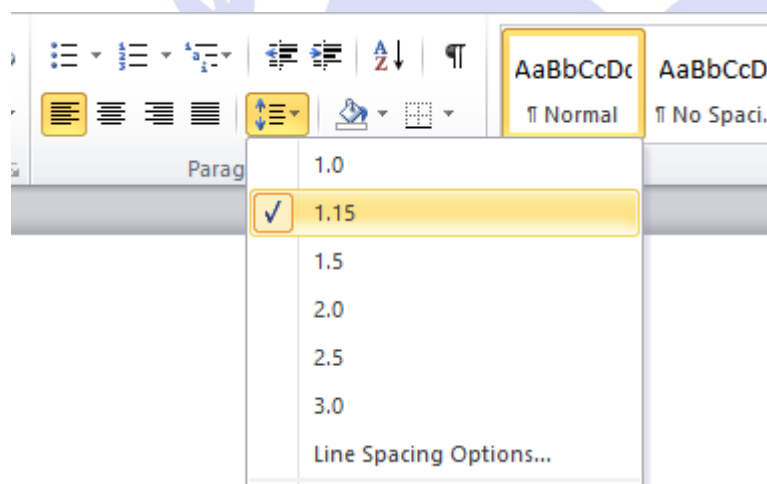 AaBbCcDc AaBbCcD
¶ Normal ¶ No Spaci.
Parag
1.0
1.15
1.5
2.0
2.5
3.0
Line Spacing Options...